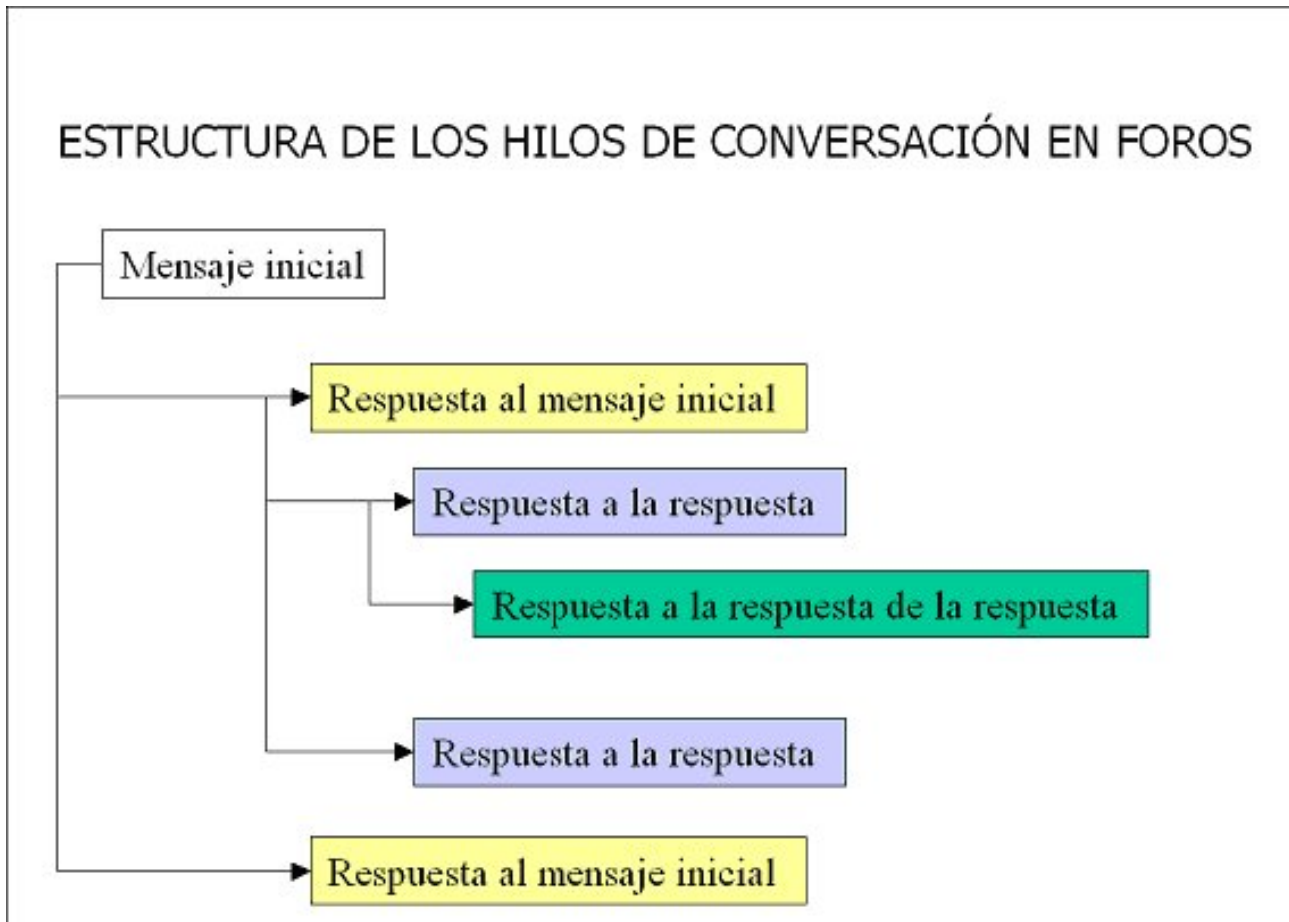 ESTRUCTURA DE LOS HILOS DE CONVERSACIÓN EN FOROS
Mensaje inicial
Respuesta al mensaje inicial
Respuesta a la respuesta
Respuesta a la respuesta de la respuesta
Respuesta a la respuesta
Respuesta al mensaje inicial